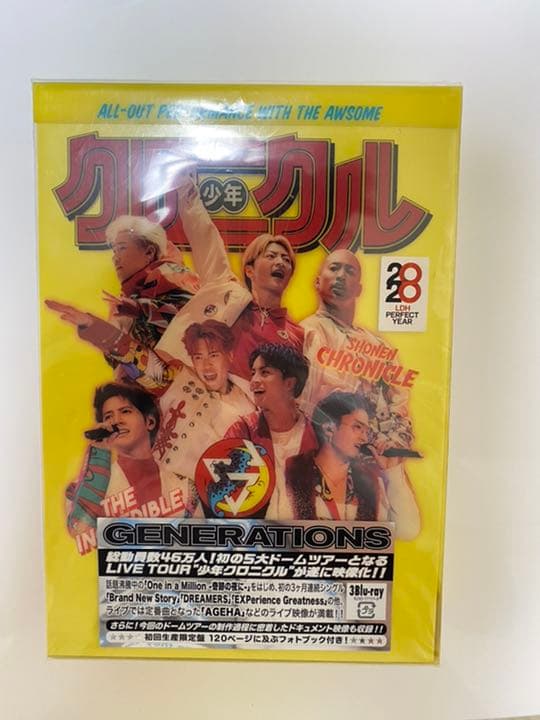 ALL-OUT PERFORMANCE WITH THE AWSOME
少年
クロニクル
2028
LDH
PERFECT
YEAR
SHONEN
CHRONICLE
THE
INCREDIBLE
GENERATIONS
総動員数46万人!初の5大ドームツアーとなる
LIVE TOUR "少年クロニクル"が遂に映像化!!
話題沸騰中の「One in a Million -奇跡の夜に-」をはじめ、初の3ヶ月連続シングル
「Brand New Story」「DREAMERS」「EXPerience Greatness」の他、
ライブでは定番曲となった「AGEHA」などのライブ映像が満載!!
さらに!今回のドームツアーの制作過程に密着したドキュメント映像も収録!!
★★★★ 初回生産限定盤 120ページに及ぶフォトブック付き! ★★★★
3Blu-ray